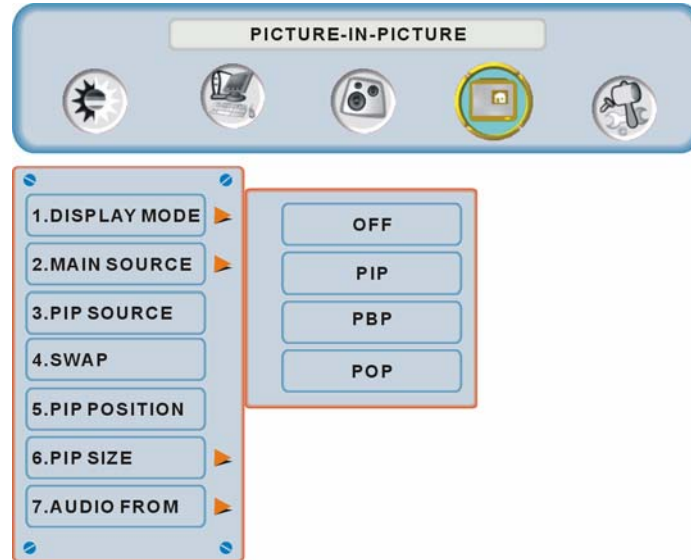 PICTURE-IN-PICTURE
1.DISPLAY MODE
2.MAIN SOURCE
3.PIP SOURCE
4.SWAP
5.PIP POSITION
6.PIP SIZE
7.AUDIO FROM
OFF
PIP
PBP
POP